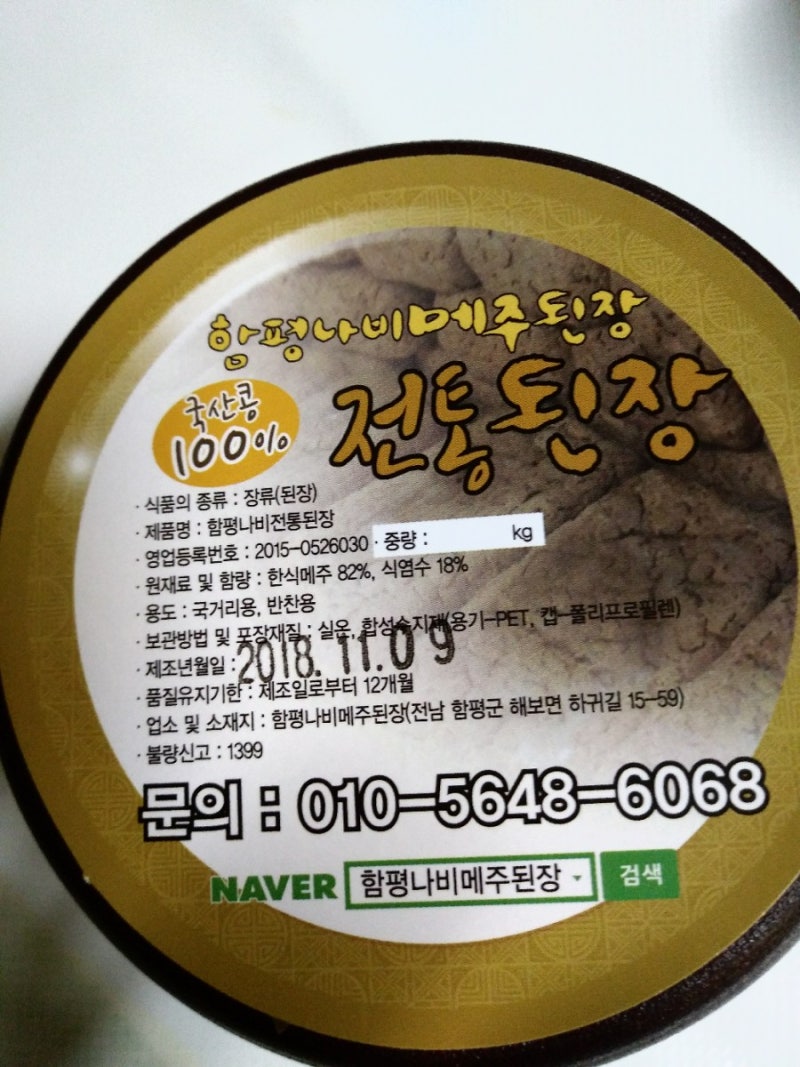 함평나비메주된장
국산콩
100%
전통된장
· 식품의 종류 : 장류(된장)
· 제품명 : 함평나비전통된장
· 영업등록번호 : 2015-0526030 · 중량 : kg
· 원재료 및 함량 : 한식메주 82%, 식염수 18%
· 용도 : 국거리용, 반찬용
· 보관방법 및 포장재질 : 실온, 합성수지제(용기-PET, 캡-폴리프로필렌)
· 제조년월일 : 2018. 11. 09
· 품질유지기한 : 제조일로부터 12개월
· 업소 및 소재지 : 함평나비메주된장(전남 함평군 해보면 하귀길 15-59)
· 불량신고 : 1399
문의 : 010-5648-6068
NAVER 함평나비메주된장 검색